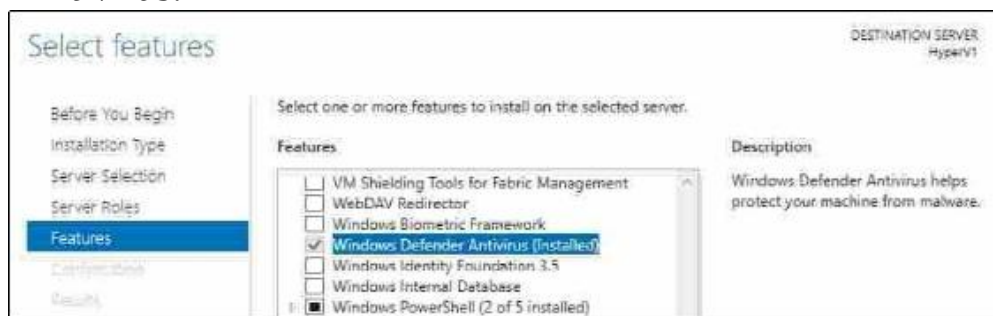 Select features
DESTINATION SERVER
HyperV1
Before You Begin
Installation Type
Server Selection
Server Roles
Features
Confirmation
Results
Select one or more features to install on the selected server.
Features
VM Shielding Tools for Fabric Management
WebDAV Redirector
Windows Biometric Framework
Windows Defender Antivirus (Installed)
Windows Identity Foundation 3.5
Windows Internal Database
Windows PowerShell (2 of 5 installed)
Description
Windows Defender Antivirus helps
protect your machine from malware.